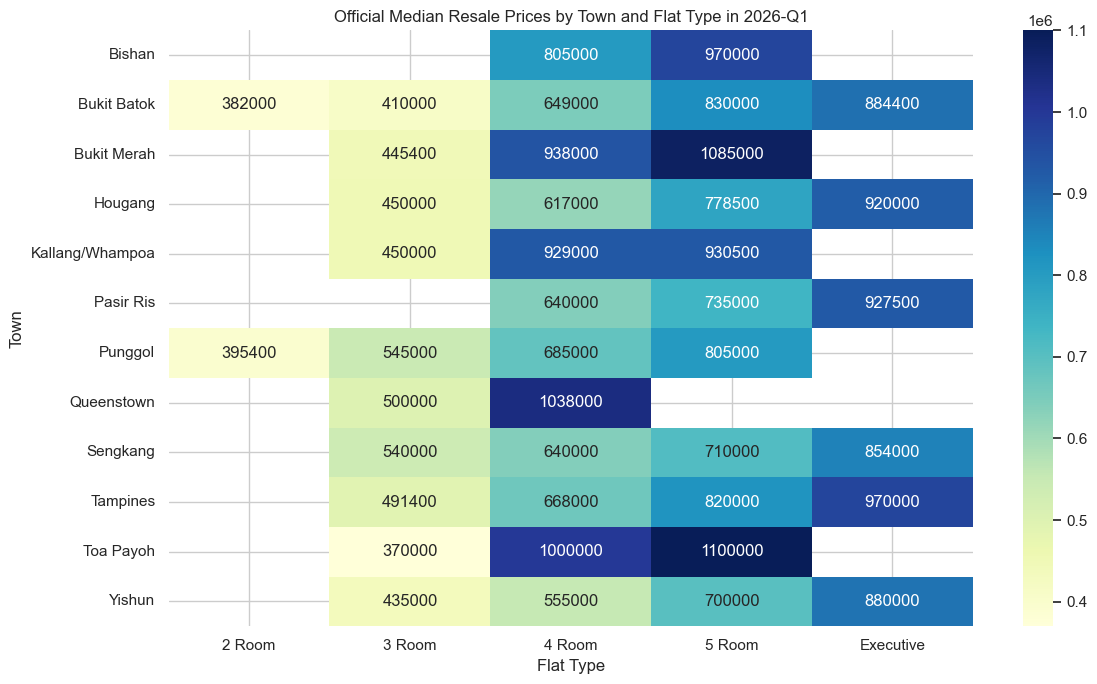 Official Median Resale Prices by Town and Flat Type in 2026-Q1
1e6
Town
Bishan 805000 970000
Bukit Batok 382000 410000 649000 830000 884400
Bukit Merah 445400 938000 1085000
Hougang 450000 617000 778500 920000
Kallang/Whampoa 450000 929000 930500
Pasir Ris 640000 735000 927500
Punggol 395400 545000 685000 805000
Queenstown 500000 1038000
Sengkang 540000 640000 710000 854000
Tampines 491400 668000 820000 970000
Toa Payoh 370000 1000000 1100000
Yishun 435000 555000 700000 880000
2 Room 3 Room 4 Room 5 Room Executive
Flat Type
1.1
1.0
0.9
0.8
0.7
0.6
0.5
0.4